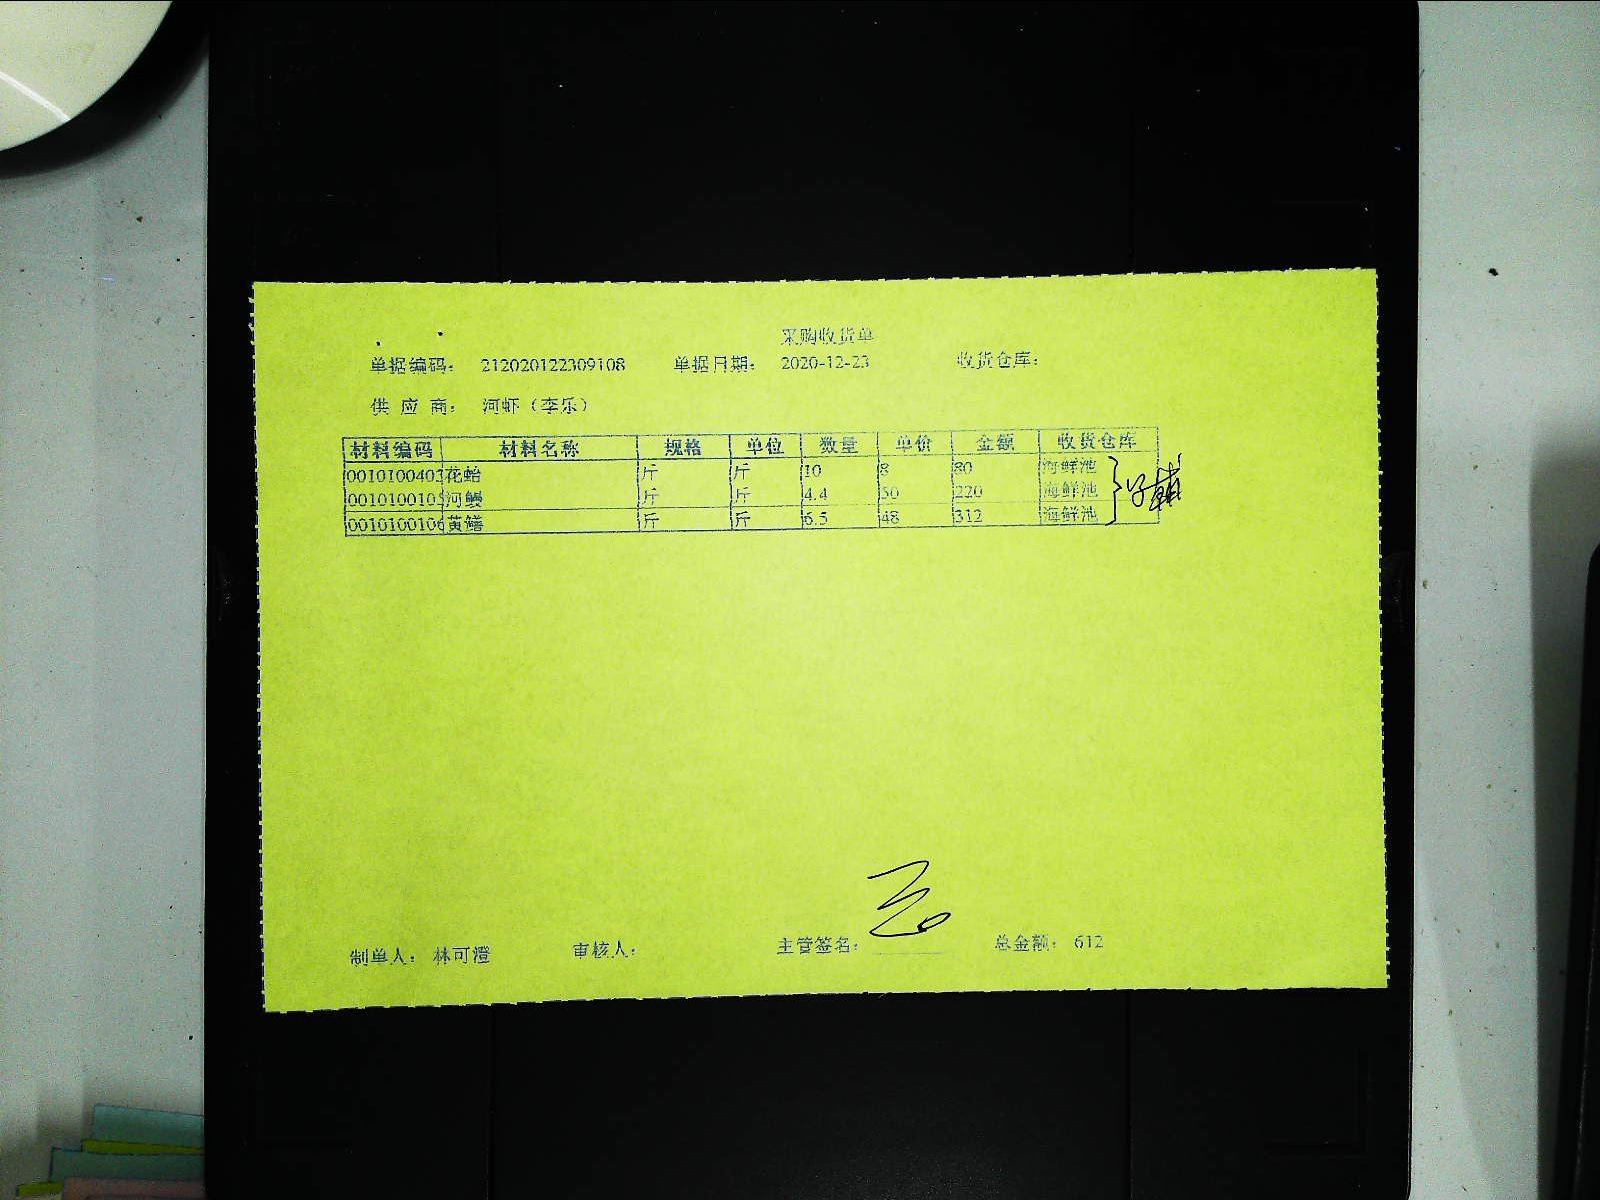 采购收货单
单据编码： 212020122309108 单据日期： 2020-12-23 收货仓库：
供 应 商： 河虾（李乐）
材料编码 材料名称 规格 单位 数量 单价 金额 收货仓库
0010100403 花蛤 斤 斤 10 8 80 海鲜池
0010100105 河鳗 斤 斤 4.4 50 220 海鲜池
0010100106 黄鳝 斤 斤 6.5 48 312 海鲜池
制单人： 林可澄 审核人： 主管签名： 总金额： 612